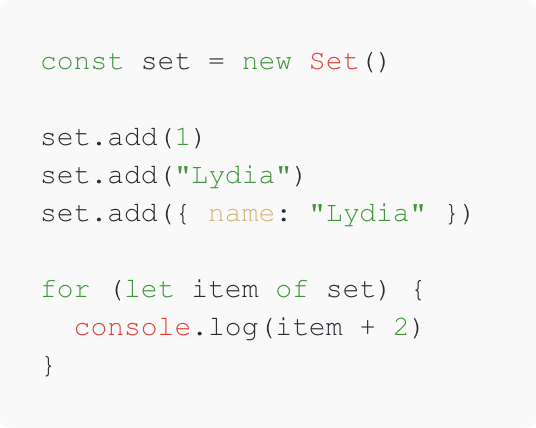 const set = new Set()

set.add(1)
set.add("Lydia")
set.add({ name: "Lydia" })

for (let item of set) {
  console.log(item + 2)
}